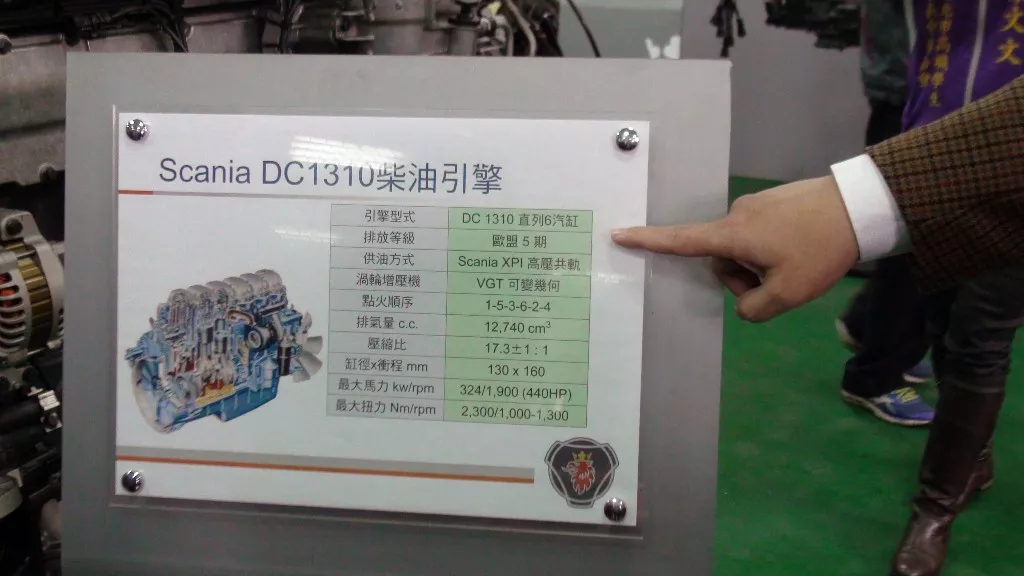 Scania DC1310柴油引擎
引擎型式 DC 1310 直列6汽缸
排放等級 歐盟 5 期
供油方式 Scania XPI 高壓共軌
渦輪增壓機 VGT 可變幾何
點火順序 1-5-3-6-2-4
排氣量 c.c. 12,740 cm³
壓縮比 17.3±1 : 1
缸徑x衝程 mm 130 x 160
最大馬力 kw/rpm 324/1,900 (440HP)
最大扭力 Nm/rpm 2,300/1,000-1,300